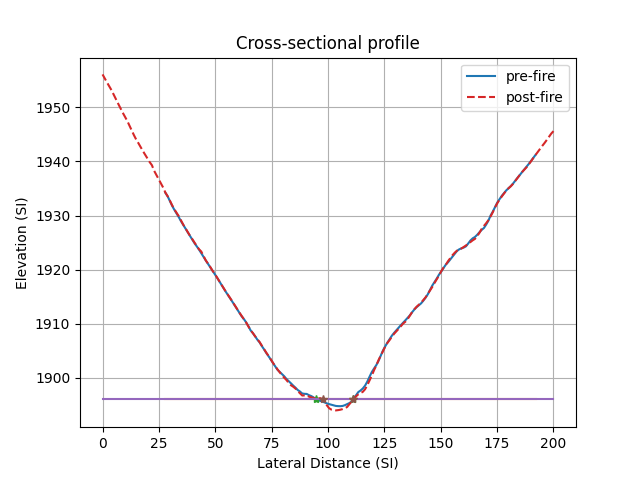 Cross-sectional profile
pre-fire
post-fire
Elevation (SI)
1950
1940
1930
1920
1910
1900
0 25 50 75 100 125 150 175 200
Lateral Distance (SI)